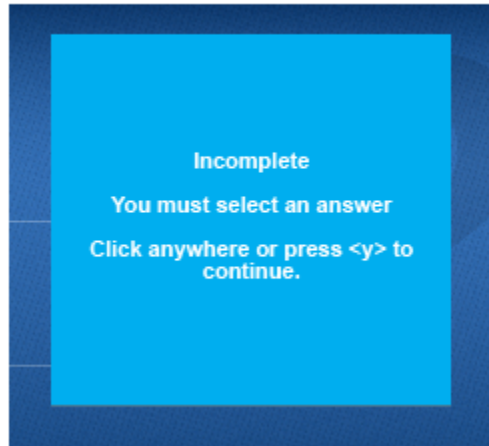 Incomplete
You must select an answer
Click anywhere or press <y> to
continue.